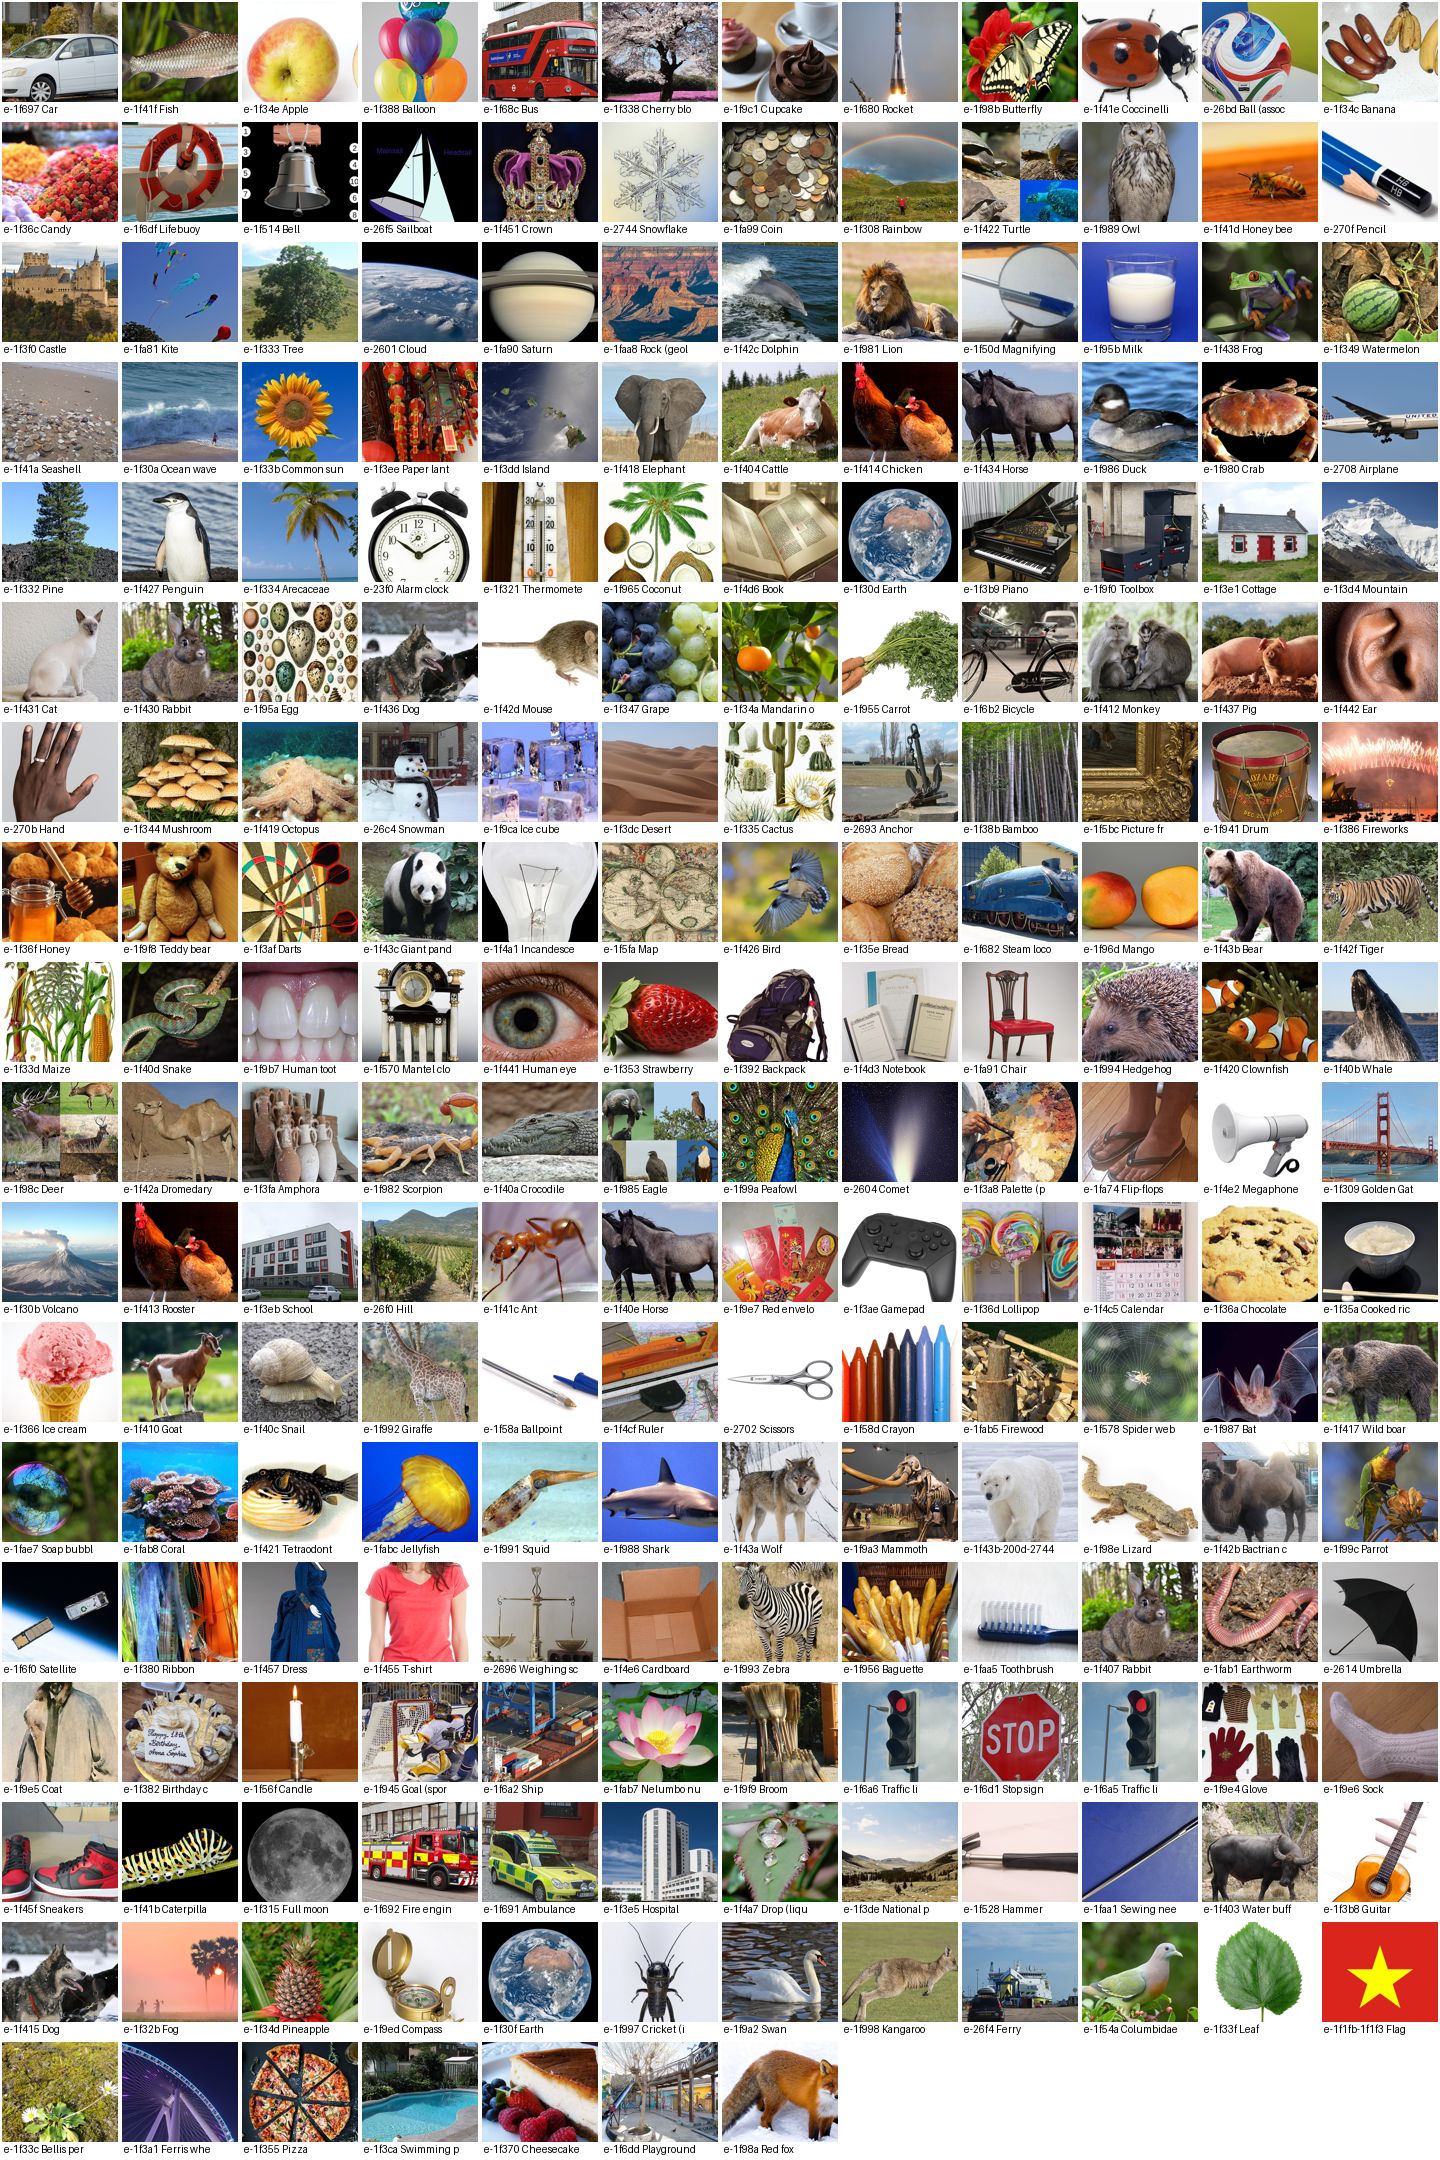 e-1f697 Car e-1f41f Fish e-1f34e Apple e-1f388 Balloon e-1f68c Bus e-1f338 Cherry blo e-1f9c1 Cupcake e-1f680 Rocket e-1f98b Butterfly e-1f41e Coccinelli e-26bd Ball (assoc e-1f34c Banana
Mainsail Headsail
HB
HB
e-1f36c Candy e-1f6df Lifebuoy e-1f514 Bell e-26f5 Sailboat e-1f451 Crown e-2744 Snowflake e-1fa99 Coin e-1f308 Rainbow e-1f422 Turtle e-1f989 Owl e-1f41d Honey bee e-270f Pencil
e-1f3f0 Castle e-1fa81 Kite e-1f333 Tree e-2601 Cloud e-1fa90 Saturn e-1faa8 Rock (geol e-1f42c Dolphin e-1f981 Lion e-1f50d Magnifying e-1f95b Milk e-1f438 Frog e-1f349 Watermelon
UNITED
e-1f41a Seashell e-1f30a Ocean wave e-1f33b Common sun e-1f3ee Paper lant e-1f3dd Island e-1f418 Elephant e-1f404 Cattle e-1f414 Chicken e-1f434 Horse e-1f986 Duck e-1f980 Crab e-2708 Airplane
e-1f332 Pine e-1f427 Penguin e-1f334 Arecaceae e-23f0 Alarm clock e-1f321 Thermomete e-1f965 Coconut e-1f4d6 Book e-1f30d Earth e-1f3b9 Piano e-1f9f0 Toolbox e-1f3e1 Cottage e-1f3d4 Mountain
e-1f431 Cat e-1f430 Rabbit e-1f95a Egg e-1f436 Dog e-1f42d Mouse e-1f347 Grape e-1f34a Mandarin o e-1f955 Carrot e-1f6b2 Bicycle e-1f412 Monkey e-1f437 Pig e-1f442 Ear
e-270b Hand e-1f344 Mushroom e-1f419 Octopus e-26c4 Snowman e-1f9ca Ice cube e-1f3dc Desert e-1f335 Cactus e-2693 Anchor e-1f38b Bamboo e-1f5bc Picture fr e-1f941 Drum e-1f386 Fireworks
e-1f36f Honey e-1f9f8 Teddy bear e-1f3af Darts e-1f43c Giant pand e-1f4a1 Incandesce e-1f5fa Map e-1f426 Bird e-1f35e Bread e-1f682 Steam loco e-1f96d Mango e-1f43b Bear e-1f42f Tiger
e-1f33d Maize e-1f40d Snake e-1f9b7 Human toot e-1f570 Mantel clo e-1f441 Human eye e-1f353 Strawberry e-1f392 Backpack e-1f4d3 Notebook e-1fa91 Chair e-1f994 Hedgehog e-1f420 Clownfish e-1f40b Whale
e-1f98c Deer e-1f42a Dromedary e-1f3fa Amphora e-1f982 Scorpion e-1f40a Crocodile e-1f985 Eagle e-1f99a Peafowl e-2604 Comet e-1f3a8 Palette (p e-1fa74 Flip-flops e-1f4e2 Megaphone e-1f309 Golden Gat
e-1f30b Volcano e-1f413 Rooster e-1f3eb School e-26f0 Hill e-1f41c Ant e-1f40e Horse e-1f9e7 Red envelo e-1f3ae Gamepad e-1f36d Lollipop e-1f4c5 Calendar e-1f36a Chocolate e-1f35a Cooked ric
e-1f366 Ice cream e-1f410 Goat e-1f40c Snail e-1f992 Giraffe e-1f58a Ballpoint e-1f4cf Ruler e-2702 Scissors e-1f58d Crayon e-1fab5 Firewood e-1f578 Spider web e-1f987 Bat e-1f417 Wild boar
e-1fae7 Soap bubbl e-1fab8 Coral e-1f421 Tetraodont e-1fabc Jellyfish e-1f991 Squid e-1f988 Shark e-1f43a Wolf e-1f9a3 Mammoth e-1f43b-200d-2744 e-1f98e Lizard e-1f42b Bactrian c e-1f99c Parrot
e-1f6f0 Satellite e-1f380 Ribbon e-1f457 Dress e-1f455 T-shirt e-2696 Weighing sc e-1f4e6 Cardboard e-1f993 Zebra e-1f956 Baguette e-1faa5 Toothbrush e-1f407 Rabbit e-1fab1 Earthworm e-2614 Umbrella
STOP
e-1f9e5 Coat e-1f382 Birthday c e-1f56f Candle e-1f945 Goal (spor e-1f6a2 Ship e-1fab7 Nelumbo nu e-1f9f9 Broom e-1f6a6 Traffic li e-1f6d1 Stop sign e-1f6a5 Traffic li e-1f9e4 Glove e-1f9e6 Sock
e-1f45f Sneakers e-1f41b Caterpilla e-1f315 Full moon e-1f692 Fire engin e-1f691 Ambulance e-1f3e5 Hospital e-1f4a7 Drop (liqu e-1f3de National p e-1f528 Hammer e-1faa1 Sewing nee e-1f403 Water buff e-1f3b8 Guitar
e-1f415 Dog e-1f32b Fog e-1f34d Pineapple e-1f9ed Compass e-1f30f Earth e-1f997 Cricket (i e-1f9a2 Swan e-1f998 Kangaroo e-26f4 Ferry e-1f54a Columbidae e-1f33f Leaf e-1f1fb-1f1f3 Flag
e-1f33c Bellis per e-1f3a1 Ferris whe e-1f355 Pizza e-1f3ca Swimming p e-1f370 Cheesecake e-1f6dd Playground e-1f98a Red fox